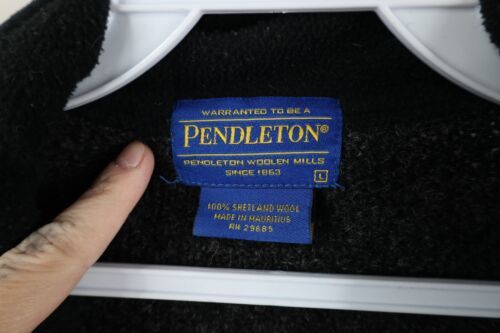 WARRANTED TO BE A
PENDLETON®
PENDLETON WOOLEN MILLS
SINCE 1863
L
100% SHETLAND WOOL
MADE IN MAURITIUS
RN 29685